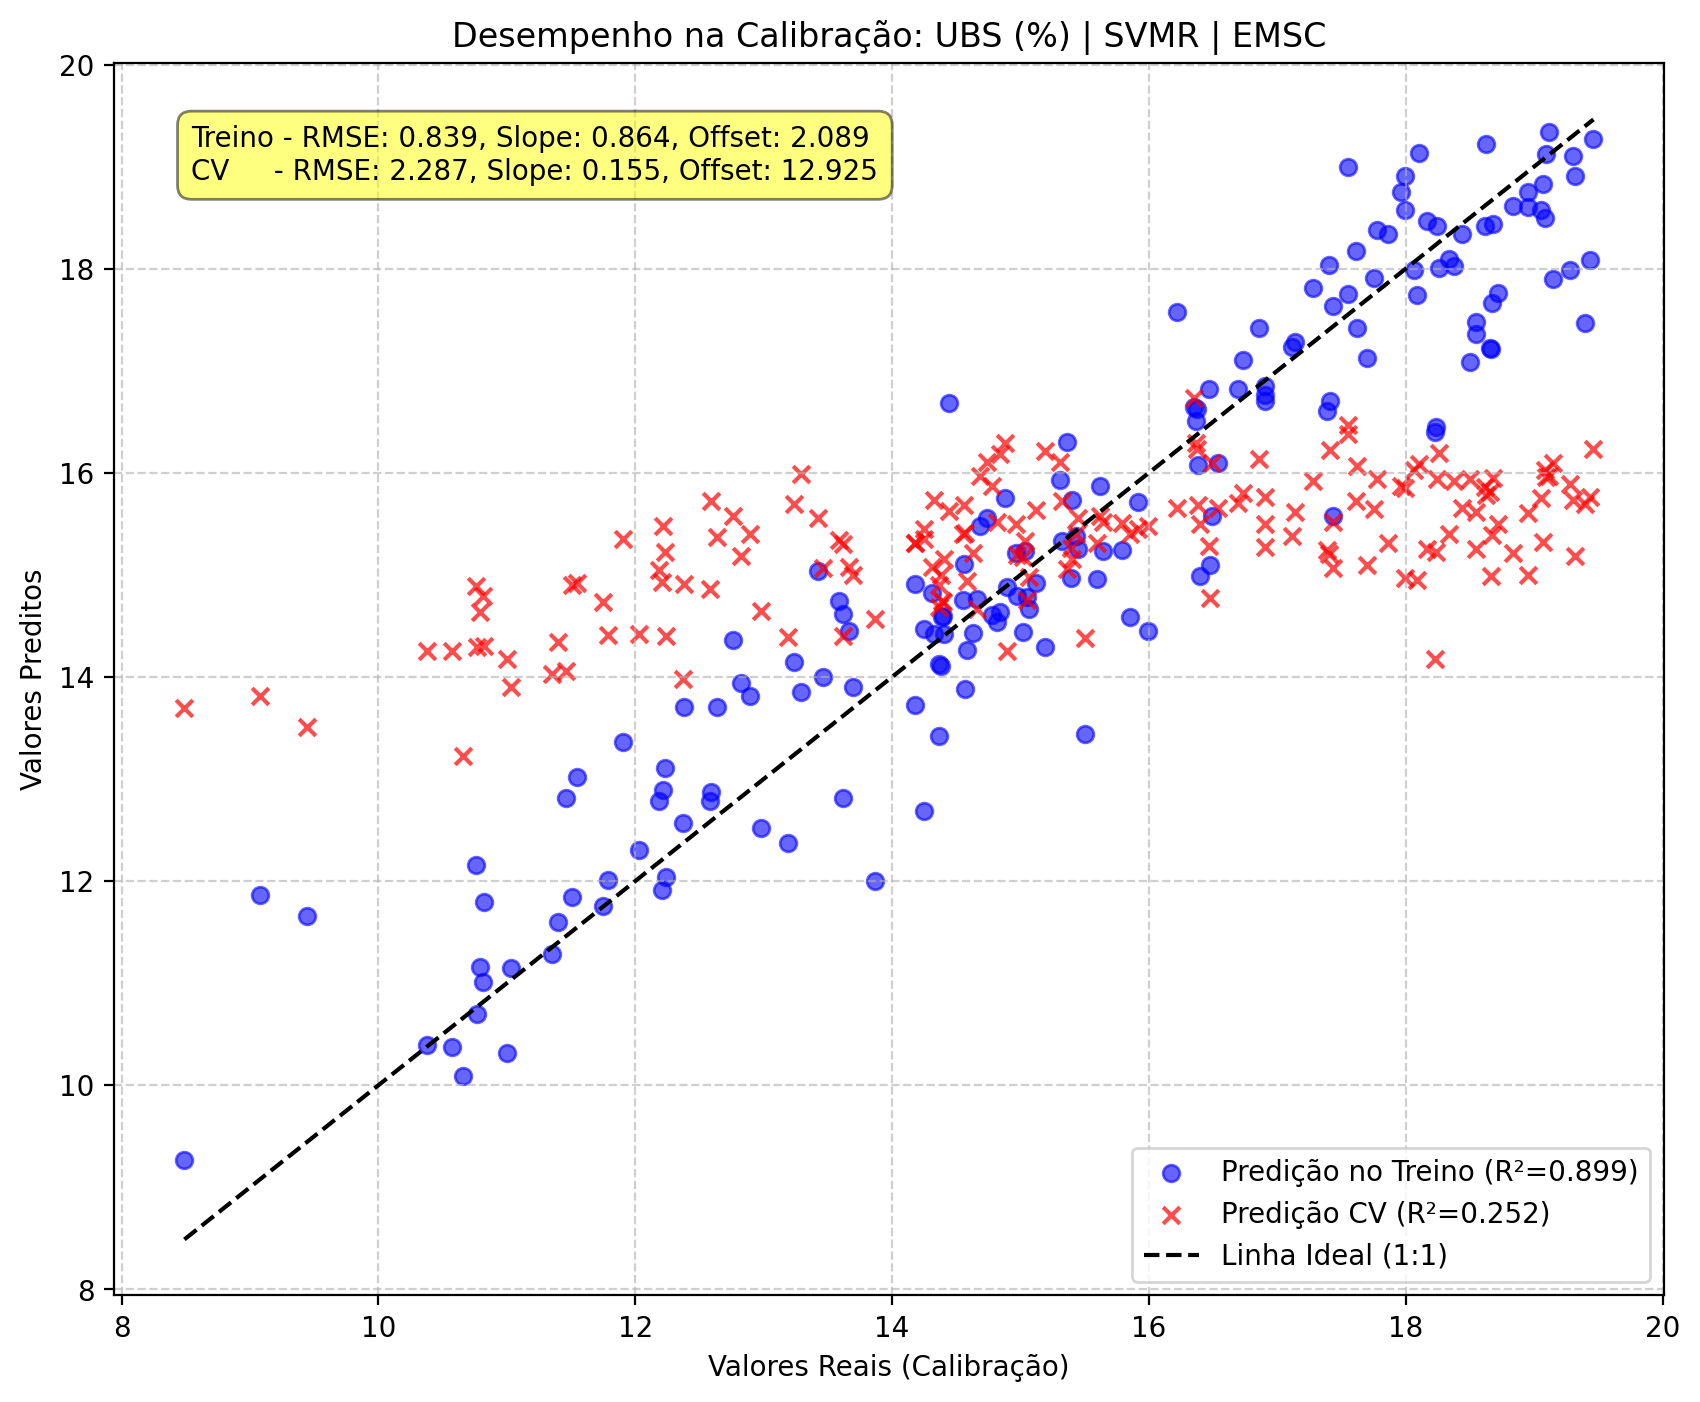 Desempenho na Calibração: UBS (%) | SVMR | EMSC
Treino - RMSE: 0.839, Slope: 0.864, Offset: 2.089
CV - RMSE: 2.287, Slope: 0.155, Offset: 12.925
Valores Preditos
20
18
16
14
12
10
8
Predição no Treino (R²=0.899)
Predição CV (R²=0.252)
Linha Ideal (1:1)
8 10 12 14 16 18 20
Valores Reais (Calibração)